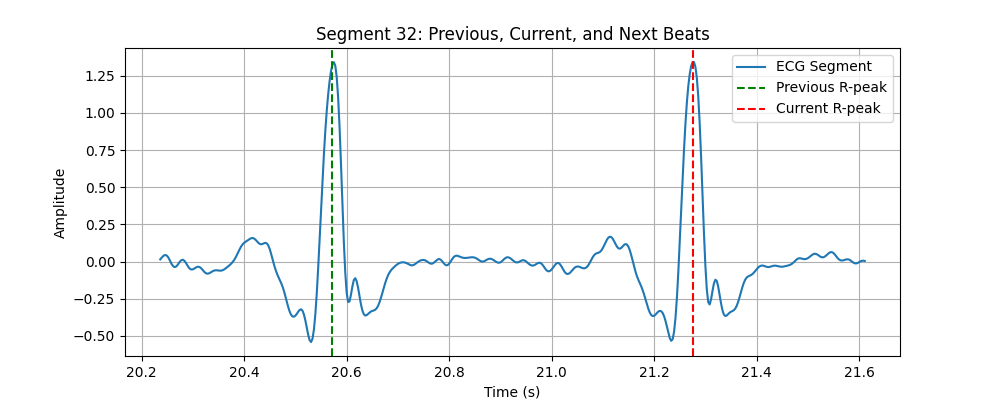 Segment 32: Previous, Current, and Next Beats
ECG Segment
Previous R-peak
Current R-peak
Amplitude
1.25
1.00
0.75
0.50
0.25
0.00
−0.25
−0.50
20.2 20.4 20.6 20.8 21.0 21.2 21.4 21.6
Time (s)